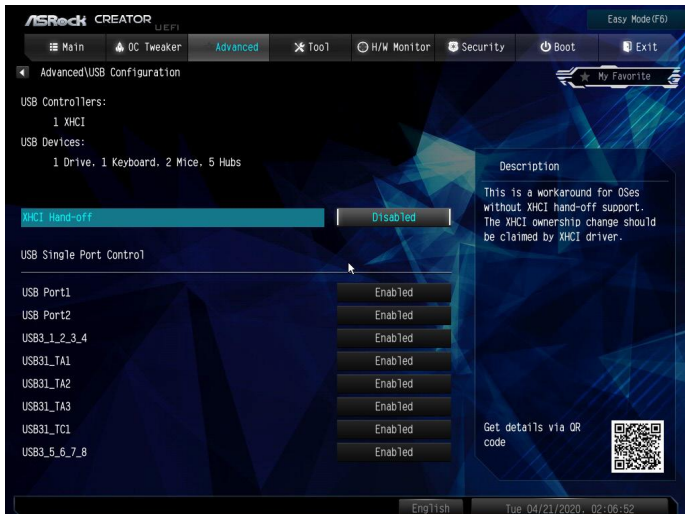 ASRock CREATOR UEFI
Easy Mode(F6)
Main OC Tweaker Advanced Tool H/W Monitor Security Boot Exit
Advanced\USB Configuration
My Favorite
USB Controllers:
1 XHCI
USB Devices:
1 Drive, 1 Keyboard, 2 Mice, 5 Hubs
XHCI Hand-off Disabled
USB Single Port Control
USB Port1 Enabled
USB Port2 Enabled
USB3_1_2_3_4 Enabled
USB31_TA1 Enabled
USB31_TA2 Enabled
USB31_TA3 Enabled
USB31_TC1 Enabled
USB3_5_6_7_8 Enabled
Description
This is a workaround for OSes
without XHCI hand-off support.
The XHCI ownership change should
be claimed by XHCI driver.
Get details via QR
code
English
Tue 04/21/2020, 02:06:52